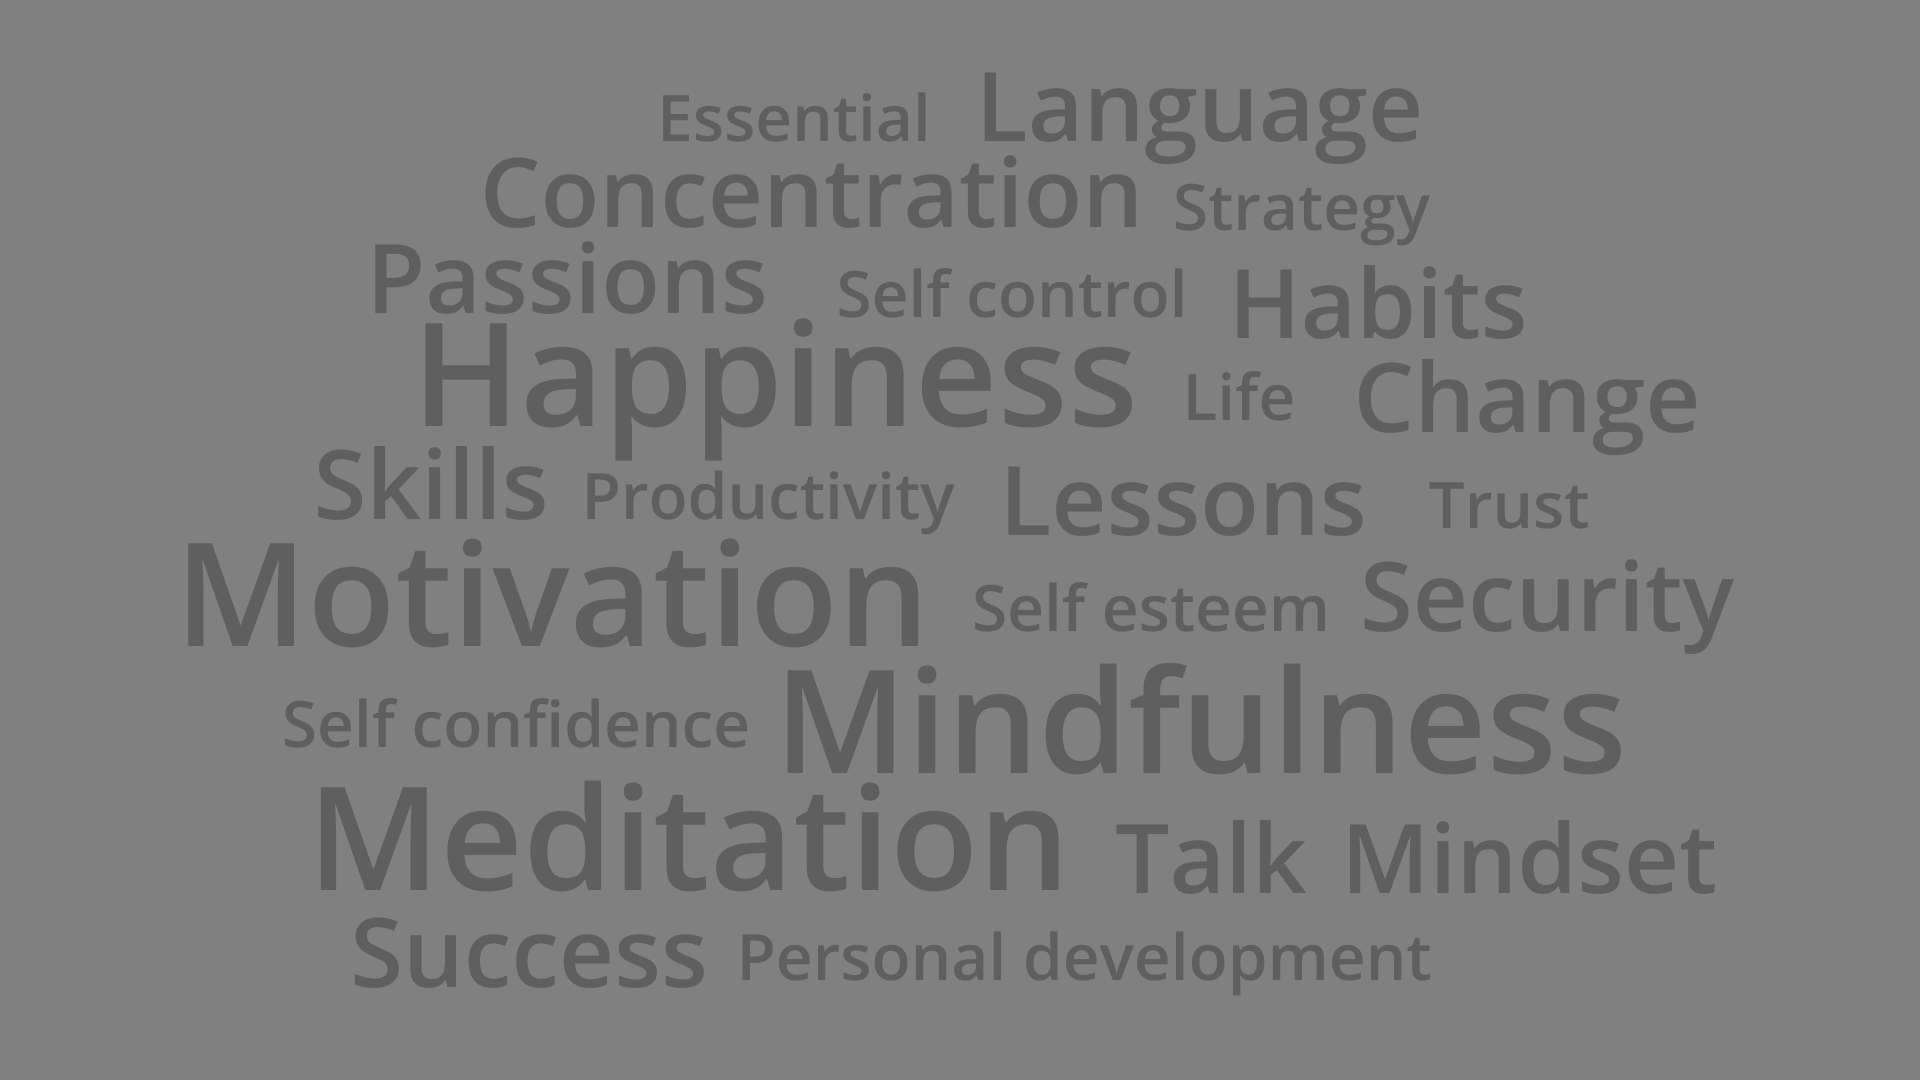 Essential Language
Concentration Strategy
Passions Self control Habits
Happiness Life Change
Skills Productivity Lessons Trust
Motivation Self esteem Security
Self confidence Mindfulness
Meditation Talk Mindset
Success Personal development